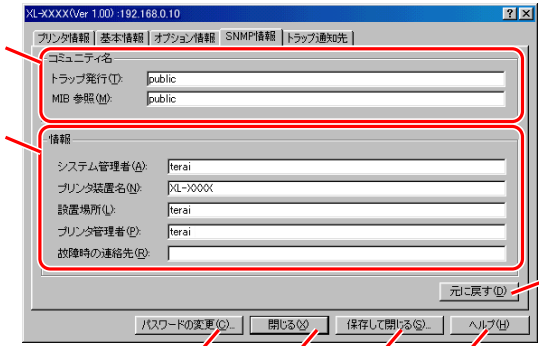 XL-XXXX(Ver 1.00) :192.168.0.10
プリンタ情報 基本情報 オプション情報 SNMP情報 トラップ通知先
コミュニティ名
トラップ発行(T): public
MIB 参照(M): public
情報
システム管理者(A): terai
プリンタ装置名(N): XL-XXXX
設置場所(L): terai
プリンタ管理者(P): terai
故障時の連絡先(R):
元に戻す(D)
パスワードの変更(C)... 閉じる(X) 保存して閉じる(S)... ヘルプ(H)